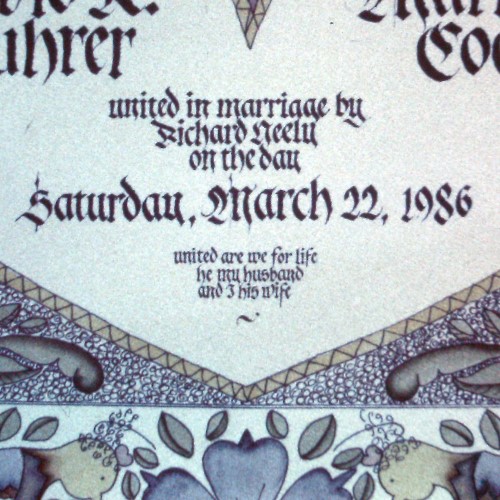 united in marriage by
Richard Neely
on the day
Saturday, March 22, 1986
united are we for life
he my husband
and I his wife